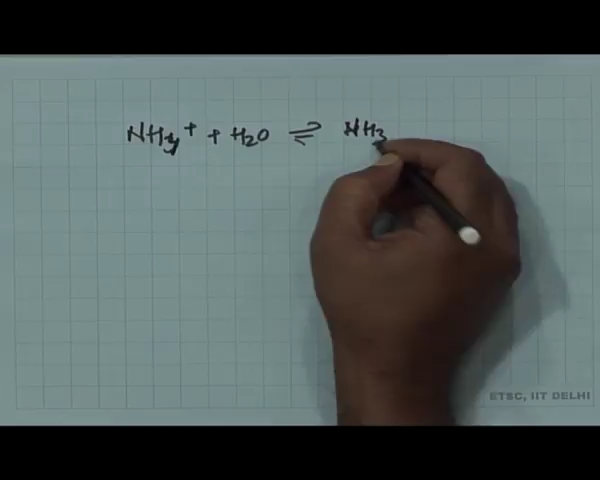 NH₄⁺ + H₂O ⇌ NH₃
ETSC, IIT DELHI